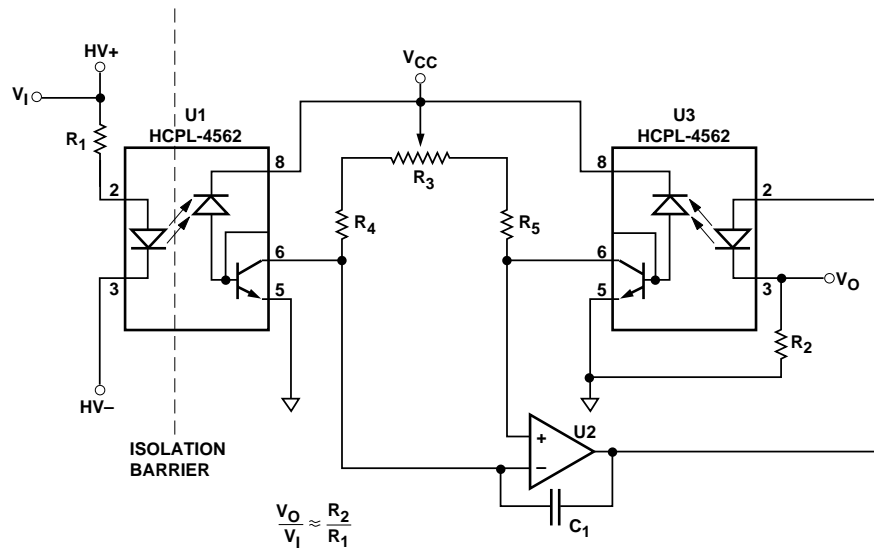 HV+
V_I
R_1
V_CC
U1
HCPL-4562
U3
HCPL-4562
8
2
R_3
8
2
R_4
R_5
6
6
5
5
3
3
V_O
R_2
HV–
ISOLATION
BARRIER
U2
+
–
C_1
V_O / V_I ≈ R_2 / R_1